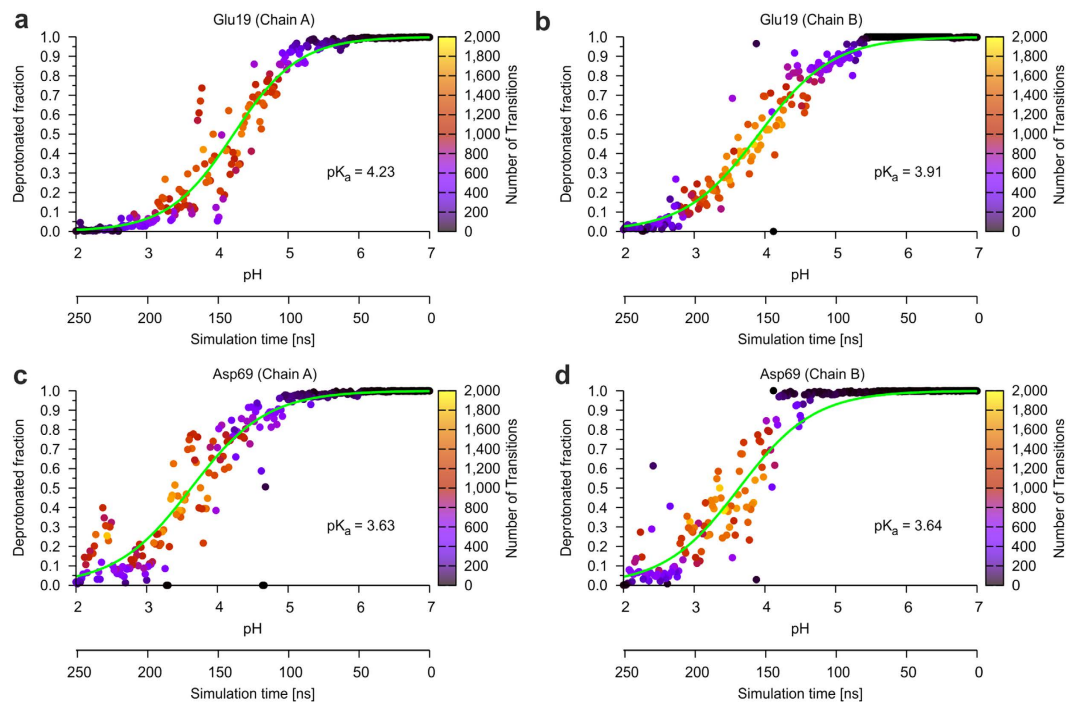 a
Glu19 (Chain A)
1.0
0.9
0.8
0.7
0.6
0.5
0.4
0.3
0.2
0.1
0.0
Deprotonated fraction
pKa = 4.23
2 3 4 5 6 7
pH
2,000
1,800
1,600
1,400
1,200
1,000
800
600
400
200
0
Number of Transitions
250 200 150 100 50 0
Simulation time [ns]
b
Glu19 (Chain B)
1.0
0.9
0.8
0.7
0.6
0.5
0.4
0.3
0.2
0.1
0.0
Deprotonated fraction
pKa = 3.91
2 3 4 5 6 7
pH
2,000
1,800
1,600
1,400
1,200
1,000
800
600
400
200
0
Number of Transitions
250 200 150 100 50 0
Simulation time [ns]
c
Asp69 (Chain A)
1.0
0.9
0.8
0.7
0.6
0.5
0.4
0.3
0.2
0.1
0.0
Deprotonated fraction
pKa = 3.63
2 3 4 5 6 7
pH
2,000
1,800
1,600
1,400
1,200
1,000
800
600
400
200
0
Number of Transitions
250 200 150 100 50 0
Simulation time [ns]
d
Asp69 (Chain B)
1.0
0.9
0.8
0.7
0.6
0.5
0.4
0.3
0.2
0.1
0.0
Deprotonated fraction
pKa = 3.64
2 3 4 5 6 7
pH
2,000
1,800
1,600
1,400
1,200
1,000
800
600
400
200
0
Number of Transitions
250 200 150 100 50 0
Simulation time [ns]